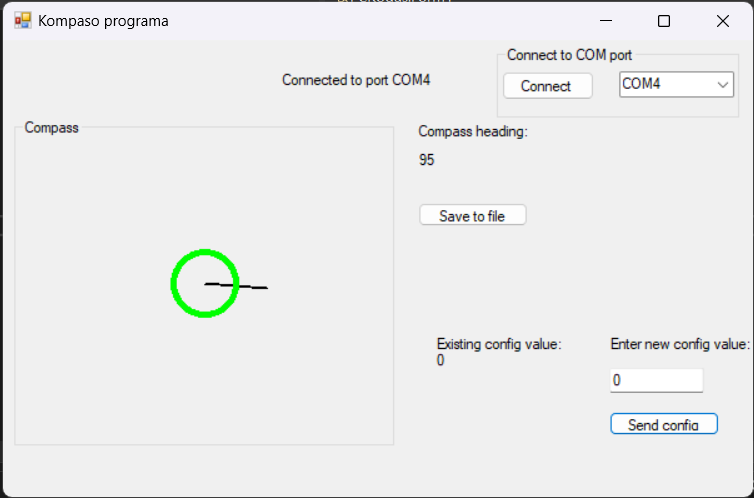 Kompaso programa
Connect to COM port
Connected to port COM4
Connect
COM4
Compass
Compass heading:
95
Save to file
Existing config value:
0
Enter new config value:
0
Send config